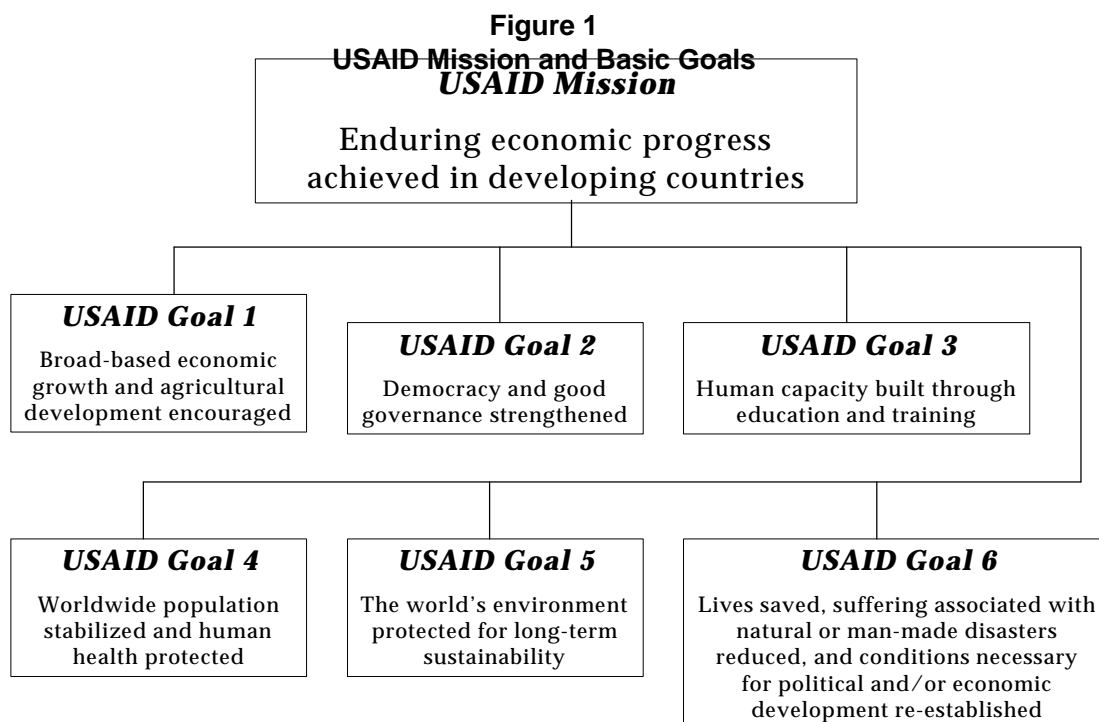 Figure 1
USAID Mission and Basic Goals
USAID Mission
Enduring economic progress
achieved in developing countries
USAID Goal 1
Broad-based economic
growth and agricultural
development encouraged
USAID Goal 2
Democracy and good
governance strengthened
USAID Goal 3
Human capacity built through
education and training
USAID Goal 4
Worldwide population
stabilized and human
health protected
USAID Goal 5
The world's environment
protected for long-term
sustainability
USAID Goal 6
Lives saved, suffering associated with
natural or man-made disasters
reduced, and conditions necessary
for political and/or economic
development re-established